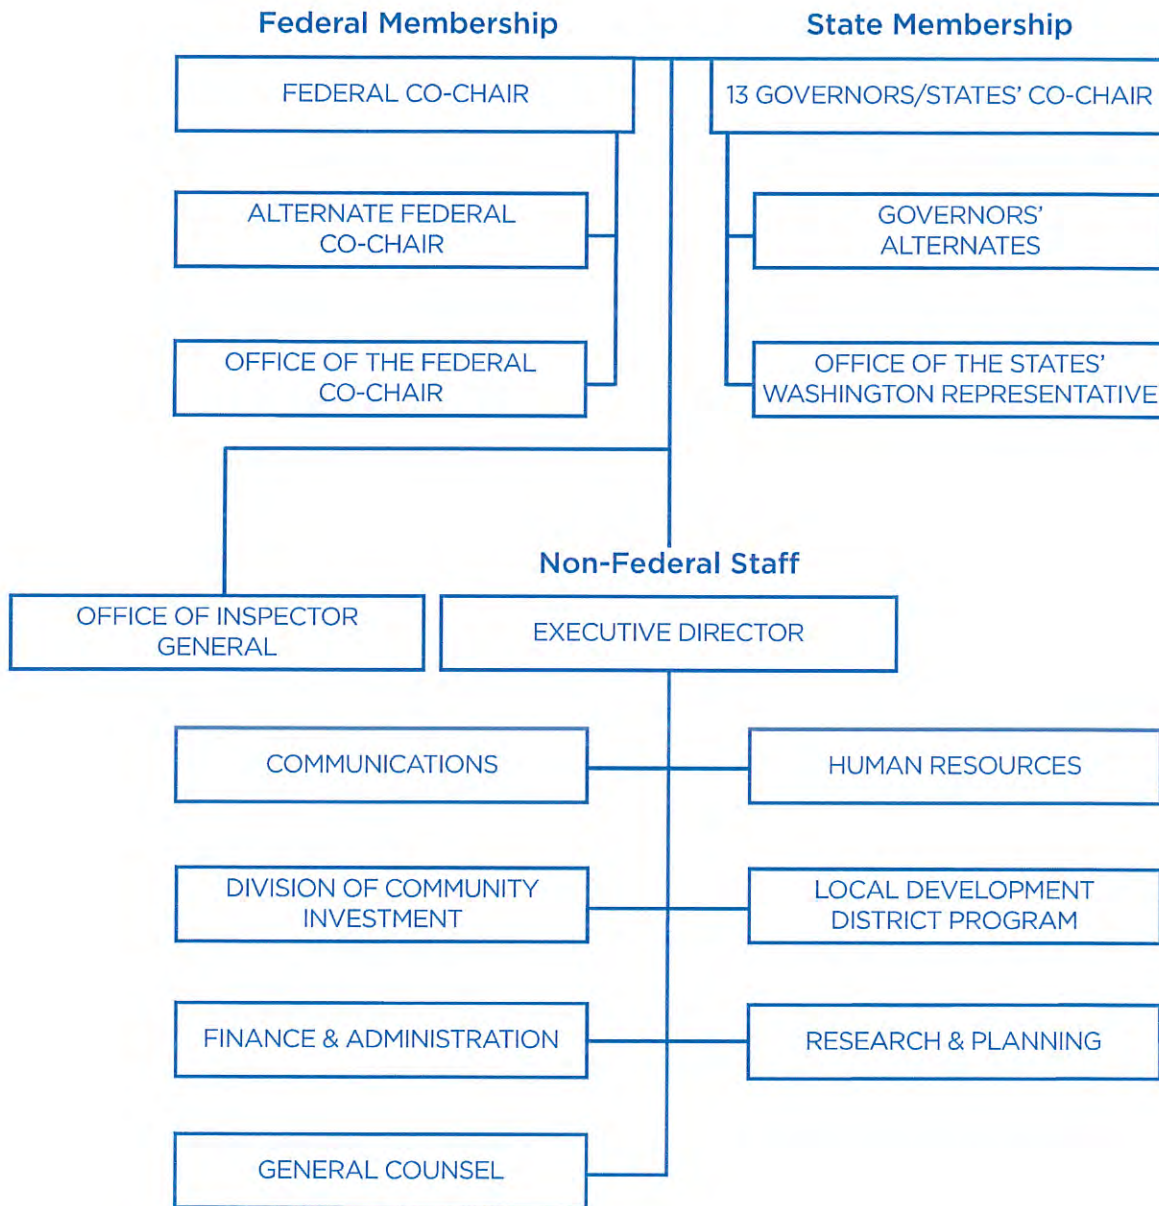 Federal Membership
State Membership
FEDERAL CO-CHAIR
13 GOVERNORS/STATES’ CO-CHAIR
ALTERNATE FEDERAL
CO-CHAIR
GOVERNORS’
ALTERNATES
OFFICE OF THE FEDERAL
CO-CHAIR
OFFICE OF THE STATES’
WASHINGTON REPRESENTATIVE
Non-Federal Staff
OFFICE OF INSPECTOR
GENERAL
EXECUTIVE DIRECTOR
COMMUNICATIONS
HUMAN RESOURCES
DIVISION OF COMMUNITY
INVESTMENT
LOCAL DEVELOPMENT
DISTRICT PROGRAM
FINANCE & ADMINISTRATION
RESEARCH & PLANNING
GENERAL COUNSEL